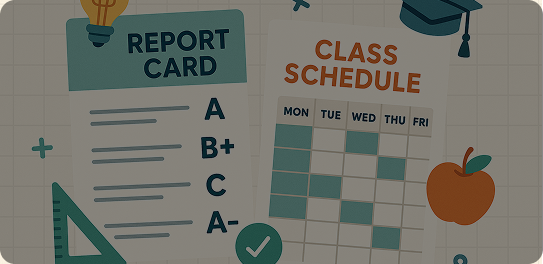 REPORT
CARD
A
B+
C
A-
CLASS
SCHEDULE
MON TUE WED THU FRI